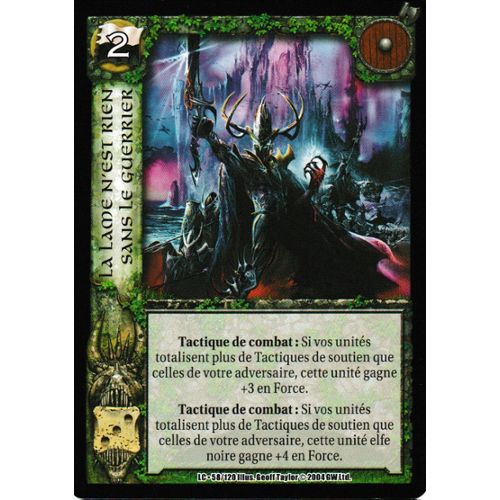 2
LA LAME N'EST RIEN
SANS LE GUERRIER
Tactique de combat : Si vos unités
totalisent plus de Tactiques de soutien que
celles de votre adversaire, cette unité gagne
+3 en Force.
Tactique de combat : Si vos unités
totalisent plus de Tactiques de soutien que
celles de votre adversaire, cette unité elfe
noire gagne +4 en Force.
LC - 58/120 Illus. Geoff Taylor © 2004 GW Ltd.